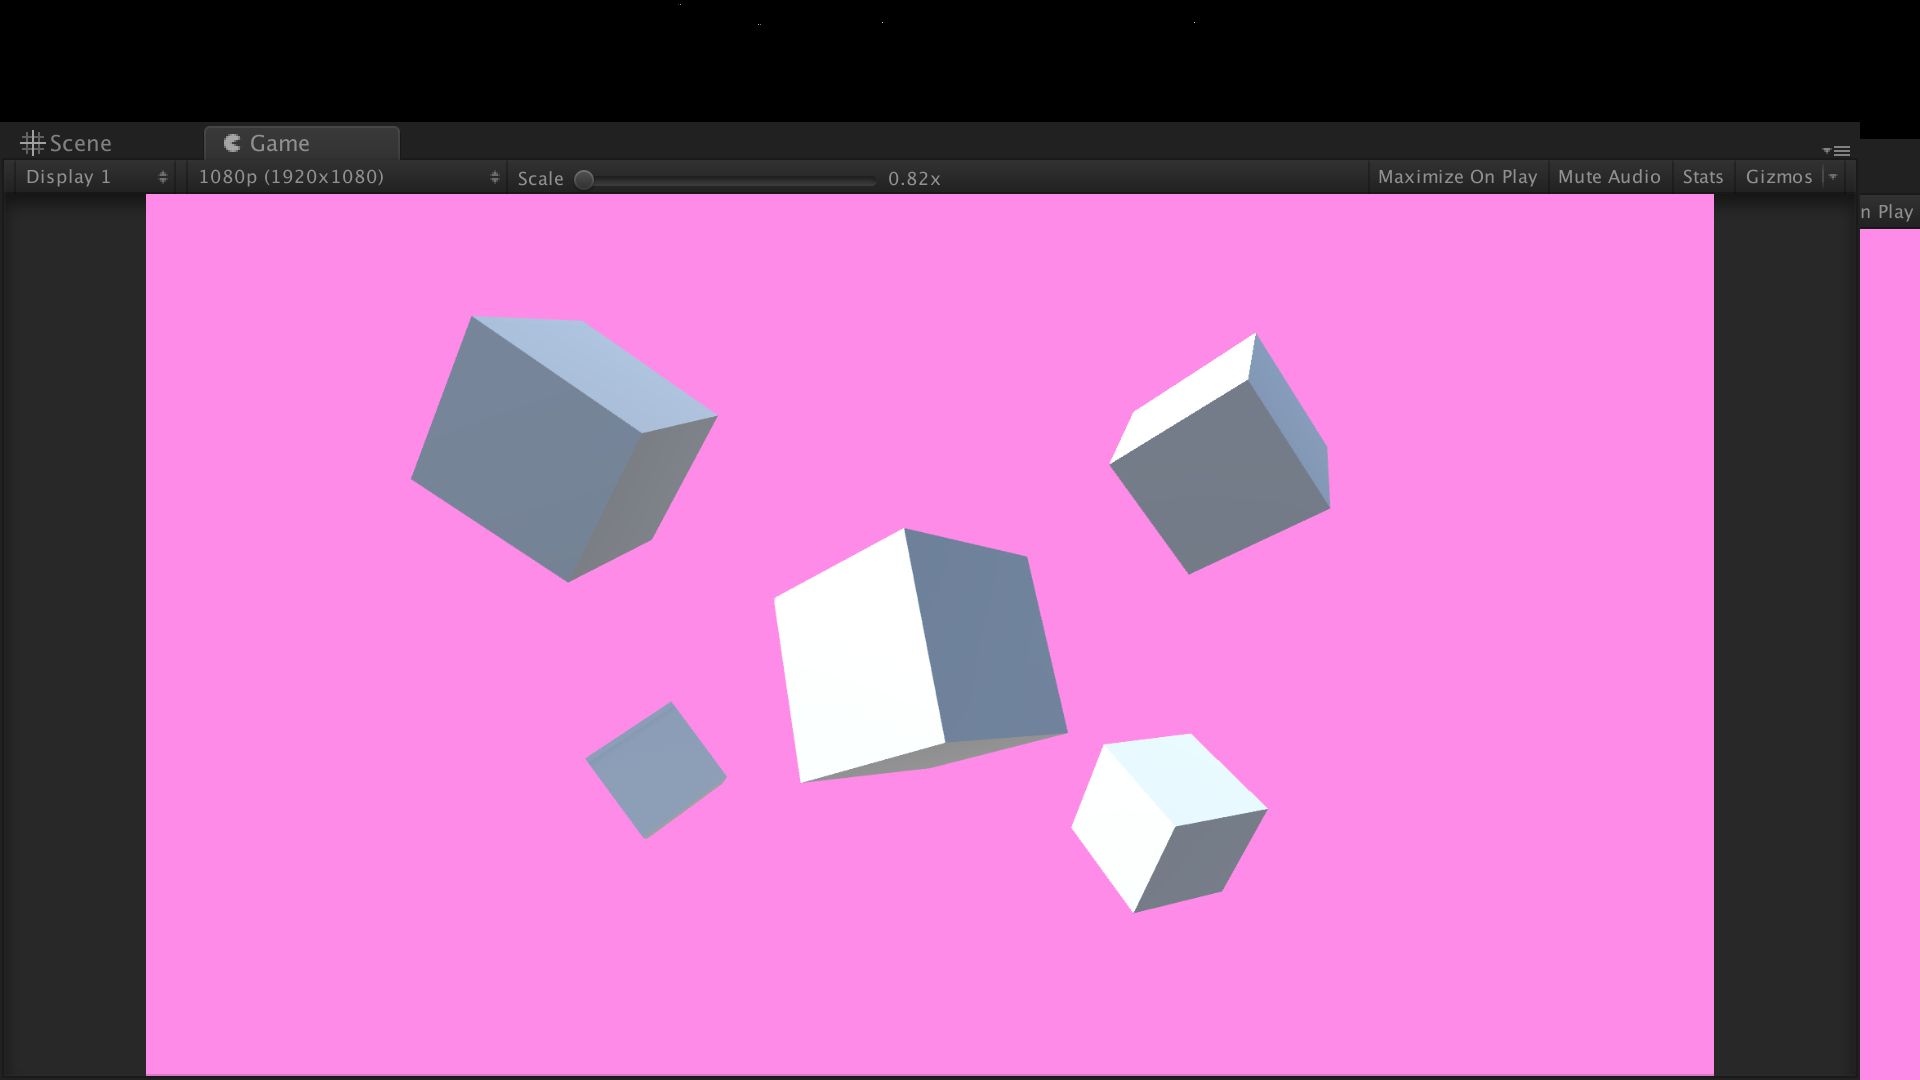 Scene
Game
Display 1
1080p (1920x1080)
Scale
0.82x
Maximize On Play
Mute Audio
Stats
Gizmos
n Play